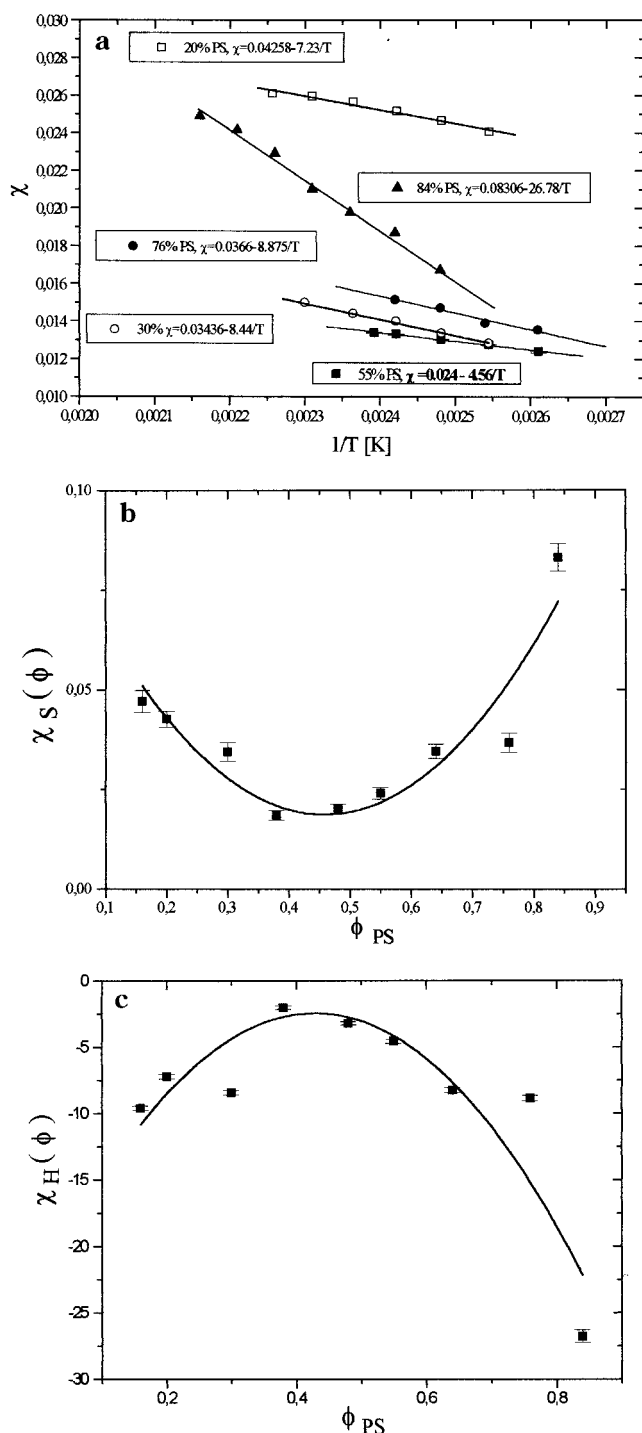 a
20% PS, χ=0.04258-7.23/T
0,030
0,028
0,026
0,024
0,022
0,020
0,018
0,016
0,014
0,012
0,010
χ
84% PS, χ=0.08306-26.78/T
76% PS, χ=0.0366-8.875/T
30% χ=0.03436-8.44/T
55% PS, χ =0.024 - 4.56/T
0,0020 0,0021 0,0022 0,0023 0,0024 0,0025 0,0026 0,0027
1/T [K]
b
0,10
0,05
0,00
χ S ( ϕ )
0,1 0,2 0,3 0,4 0,5 0,6 0,7 0,8 0,9
ϕ PS
c
0
-5
-10
-15
-20
-25
-30
χ H ( ϕ )
0,2 0,4 0,6 0,8
ϕ PS